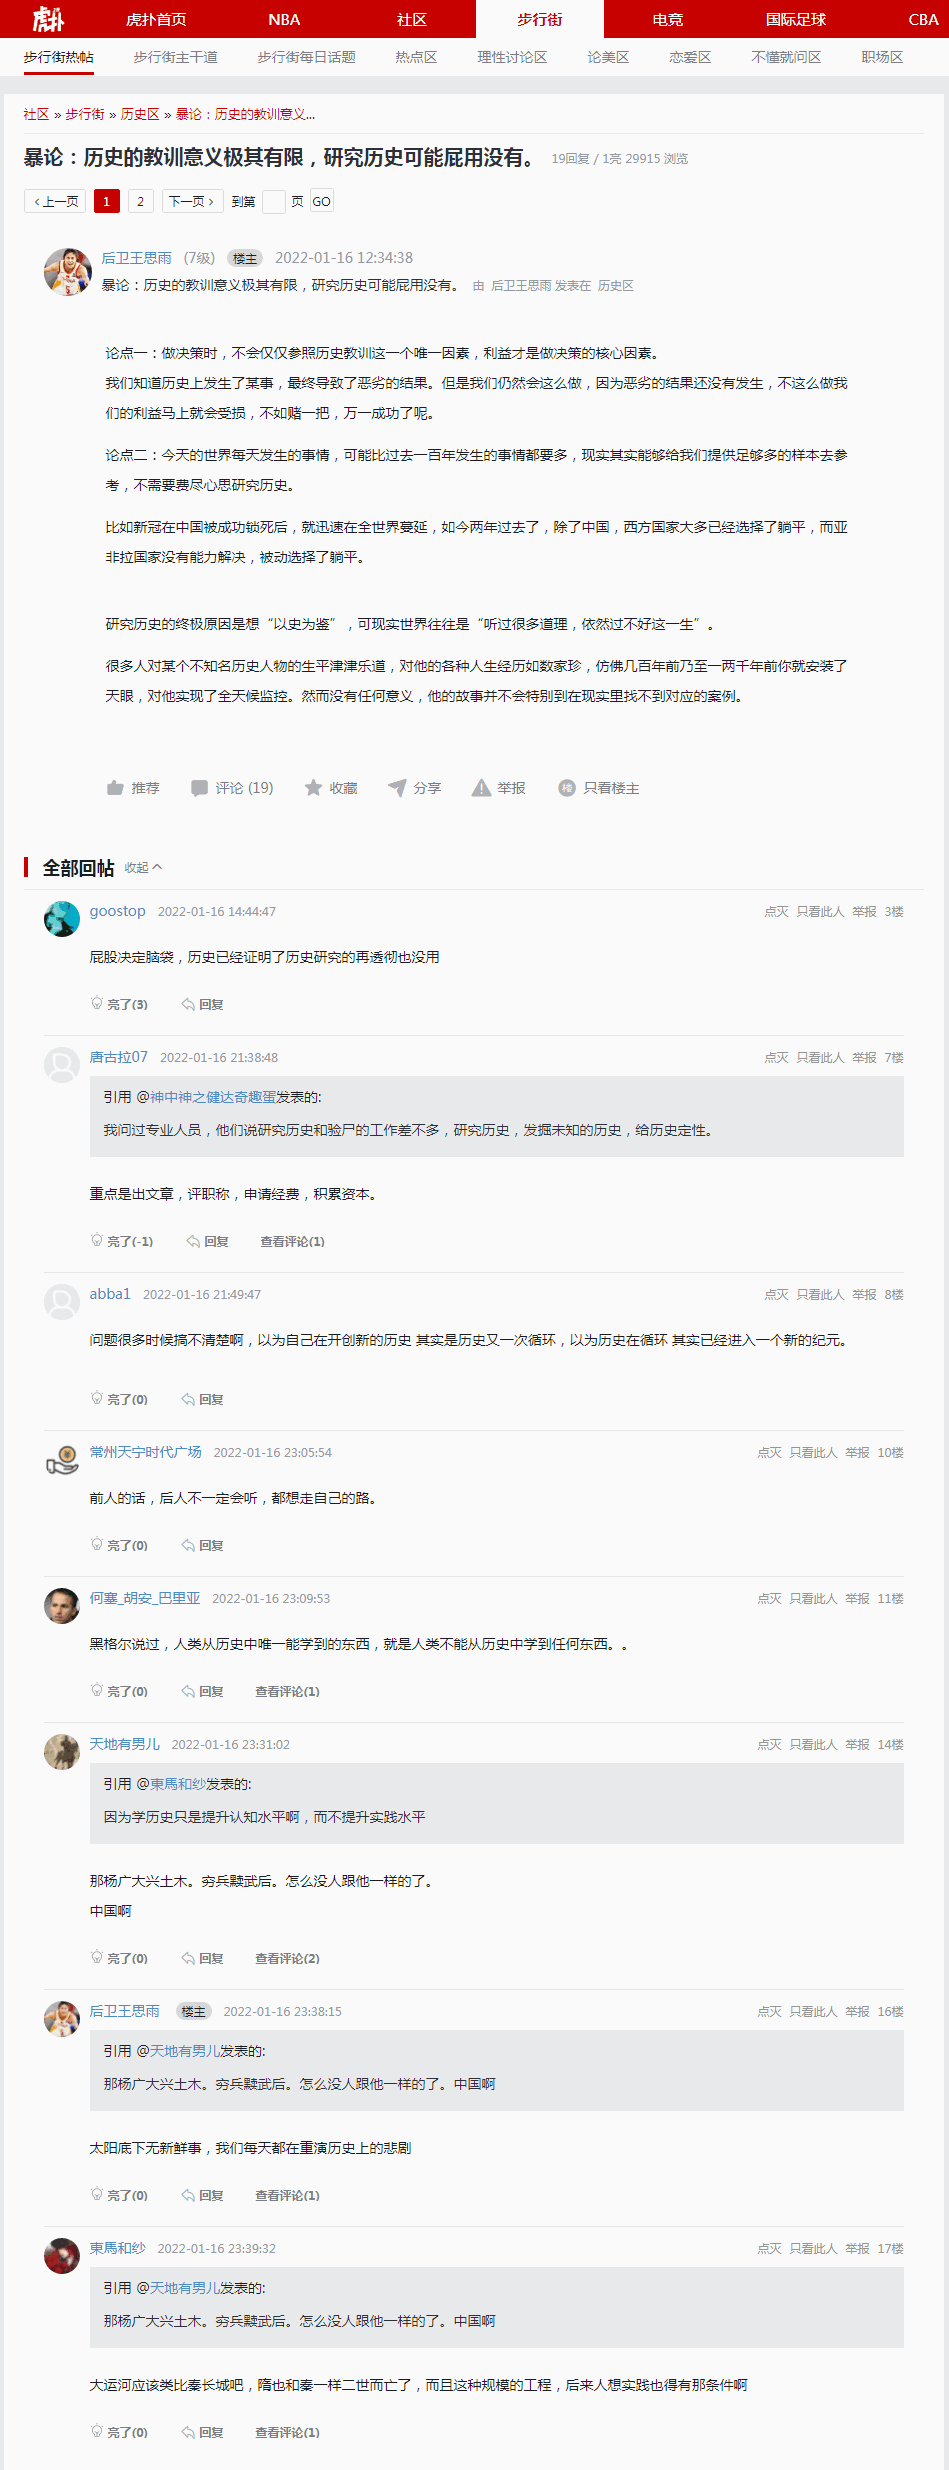 虎扑 虎扑首页 NBA 社区 步行街 电竞 国际足球 CBA
步行街热帖 步行街主干道 步行街每日话题 热点区 理性讨论区 论美区 恋爱区 不懂就问区 职场区
社区 » 步行街 » 历史区 » 暴论：历史的教训意义...
暴论：历史的教训意义极其有限，研究历史可能屁用没有。 19回复 / 1亮 29915 浏览
‹ 上一页 1 2 下一页 › 到第 页 GO
后卫王思雨 (7级) 楼主 2022-01-16 12:34:38
暴论：历史的教训意义极其有限，研究历史可能屁用没有。 由 后卫王思雨 发表在 历史区
论点一：做决策时，不会仅仅参照历史教训这一个唯一因素，利益才是做决策的核心因素。
我们知道历史上发生了某事，最终导致了恶劣的结果。但是我们仍然会这么做，因为恶劣的结果还没有发生，不这么做我
们的利益马上就会受损，不如赌一把，万一成功了呢。
论点二：今天的世界每天发生的事情，可能比过去一百年发生的事情都要多，现实其实能够给我们提供足够多的样本去参
考，不需要费尽心思研究历史。
比如新冠在中国被成功锁死后，就迅速在全世界蔓延，如今两年过去了，除了中国，西方国家大多已经选择了躺平，而亚
非拉国家没有能力解决，被动选择了躺平。
研究历史的终极原因是想“以史为鉴”，可现实世界往往是“听过很多道理，依然过不好这一生”。
很多人对某个不知名历史人物的生平津津乐道，对他的各种人生经历如数家珍，仿佛几百年前乃至一两千年前你就安装了
天眼，对他实现了全天候监控。然而没有任何意义，他的故事并不会特别到在现实里找不到对应的案例。
推荐 评论 (19) 收藏 分享 举报 楼 只看楼主
全部回帖 收起
goostop 2022-01-16 14:44:47 点灭 只看此人 举报 3楼
屁股决定脑袋，历史已经证明了历史研究的再透彻也没用
亮了(3) 回复
唐古拉07 2022-01-16 21:38:48 点灭 只看此人 举报 7楼
引用 @神中神之健达奇趣蛋发表的:
我问过专业人员，他们说研究历史和验尸的工作差不多，研究历史，发掘未知的历史，给历史定性。
重点是出文章，评职称，申请经费，积累资本。
亮了(-1) 回复 查看评论(1)
abba1 2022-01-16 21:49:47 点灭 只看此人 举报 8楼
问题很多时候搞不清楚啊，以为自己在开创新的历史 其实是历史又一次循环，以为历史在循环 其实已经进入一个新的纪元。
亮了(0) 回复
常州天宁时代广场 2022-01-16 23:05:54 点灭 只看此人 举报 10楼
前人的话，后人不一定会听，都想走自己的路。
亮了(0) 回复
何塞_胡安_巴里亚 2022-01-16 23:09:53 点灭 只看此人 举报 11楼
黑格尔说过，人类从历史中唯一能学到的东西，就是人类不能从历史中学到任何东西。。
亮了(0) 回复 查看评论(1)
天地有男儿 2022-01-16 23:31:02 点灭 只看此人 举报 14楼
引用 @東馬和纱发表的:
因为学历史只是提升认知水平啊，而不提升实践水平
那杨广大兴土木。穷兵黩武后。怎么没人跟他一样的了。
中国啊
亮了(0) 回复 查看评论(2)
后卫王思雨 楼主 2022-01-16 23:38:15 点灭 只看此人 举报 16楼
引用 @天地有男儿发表的:
那杨广大兴土木。穷兵黩武后。怎么没人跟他一样的了。中国啊
太阳底下无新鲜事，我们每天都在重演历史上的悲剧
亮了(0) 回复 查看评论(1)
東馬和纱 2022-01-16 23:39:32 点灭 只看此人 举报 17楼
引用 @天地有男儿发表的:
那杨广大兴土木。穷兵黩武后。怎么没人跟他一样的了。中国啊
大运河应该类比秦长城吧，隋也和秦一样二世而亡了，而且这种规模的工程，后来人想实践也得有那条件啊
亮了(0) 回复 查看评论(1)